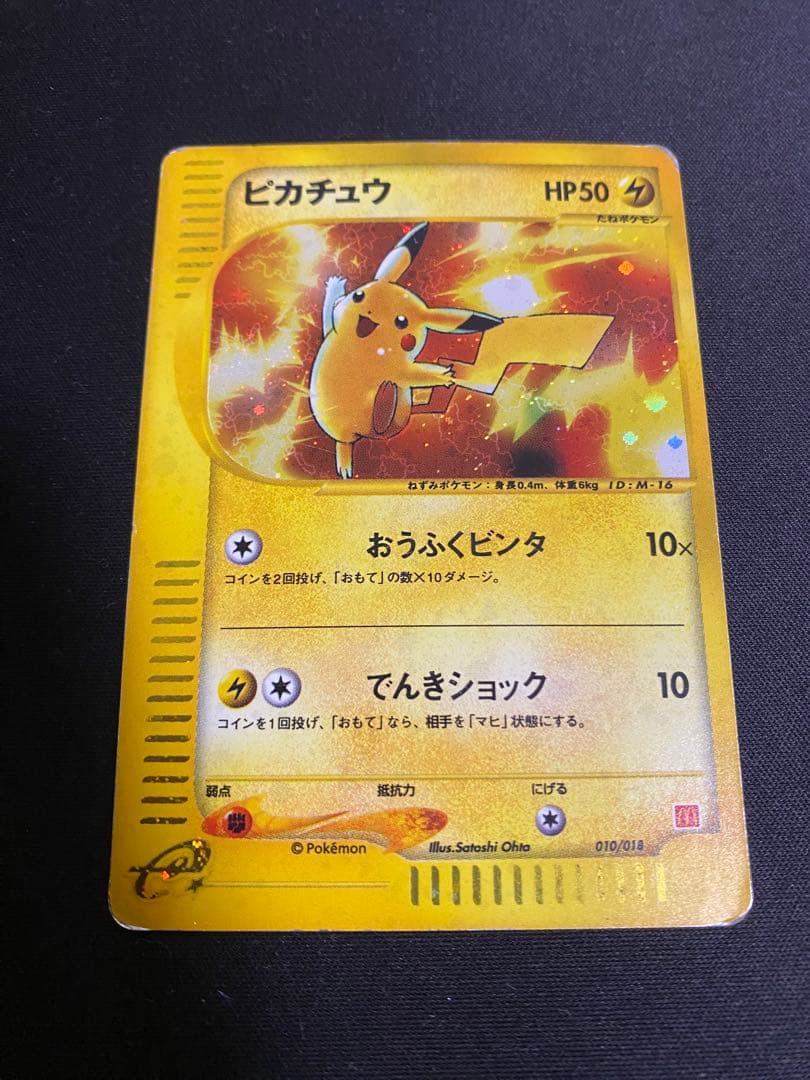 ピカチュウ HP50
たねポケモン
ねずみポケモン:身長0.4m、体重6kg ID:M-16
おうふくビンタ 10×
コインを2回投げ、「おもて」の数×10ダメージ。
でんきショック 10
コインを1回投げ、「おもて」なら、相手を「マヒ」状態にする。
弱点 抵抗力 にげる
© Pokémon Illus.Satoshi Ohta 010/018
e